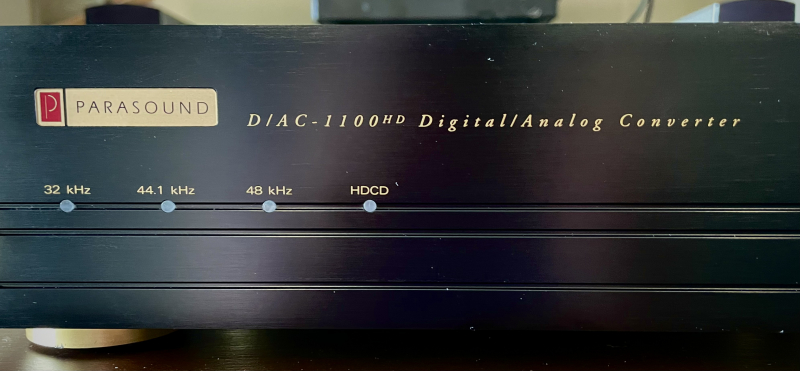 P PARASOUND
D/AC-1100HD Digital/Analog Converter
32 kHz 44.1 kHz 48 kHz HDCD